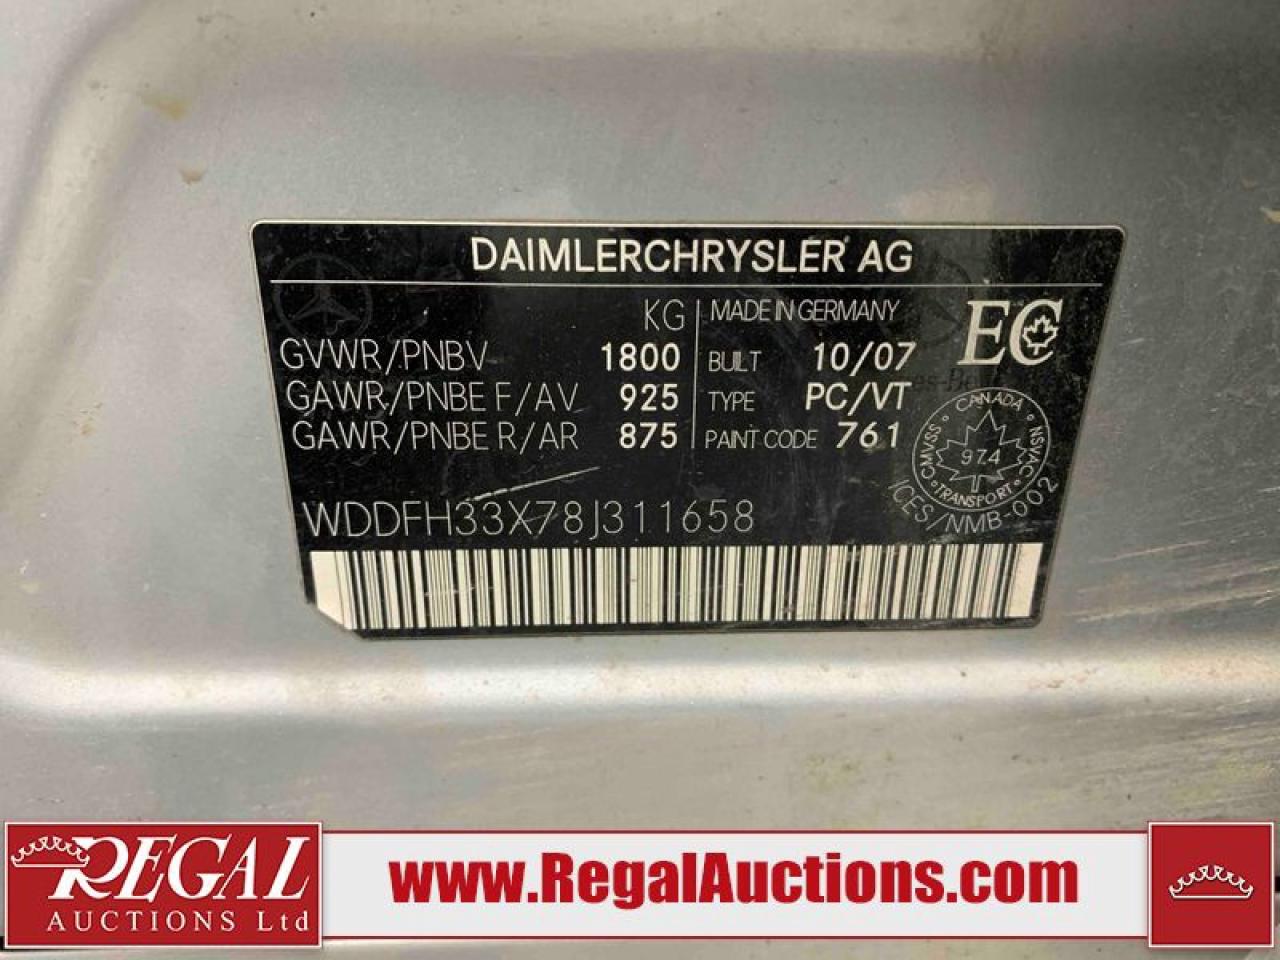 DAIMLERCHRYSLER AG
KG
GVWR/PNBV 1800
GAWR/PNBE F/AV 925
GAWR/PNBE R/AR 875
MADE IN GERMANY
BUILT 10/07
TYPE PC/VT
PAINT CODE 761
EC
CANADA
CMVSS
NSVAC
974
TRANSPORT
ICES/NMB-002
WDDFH33X78J311658
REGAL
AUCTIONS Ltd
www.RegalAuctions.com